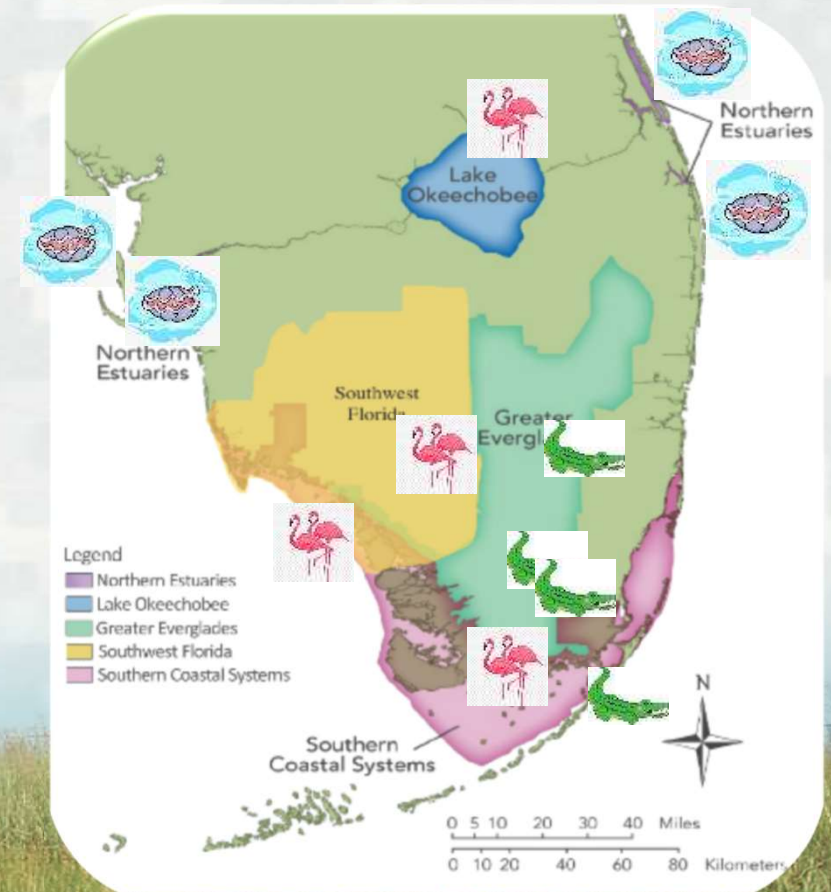 Northern
Estuaries
Lake
Okeechobee
Northern
Estuaries
Southwest
Florida
Greater
Legend
Northern Estuaries
Lake Okeechobee
Greater Everglades
Southwest Florida
Southern Coastal Systems
N
Southern
Coastal Systems
0 5 10 20 30 40 Miles
0 10 20 40 60 80 Kilometers